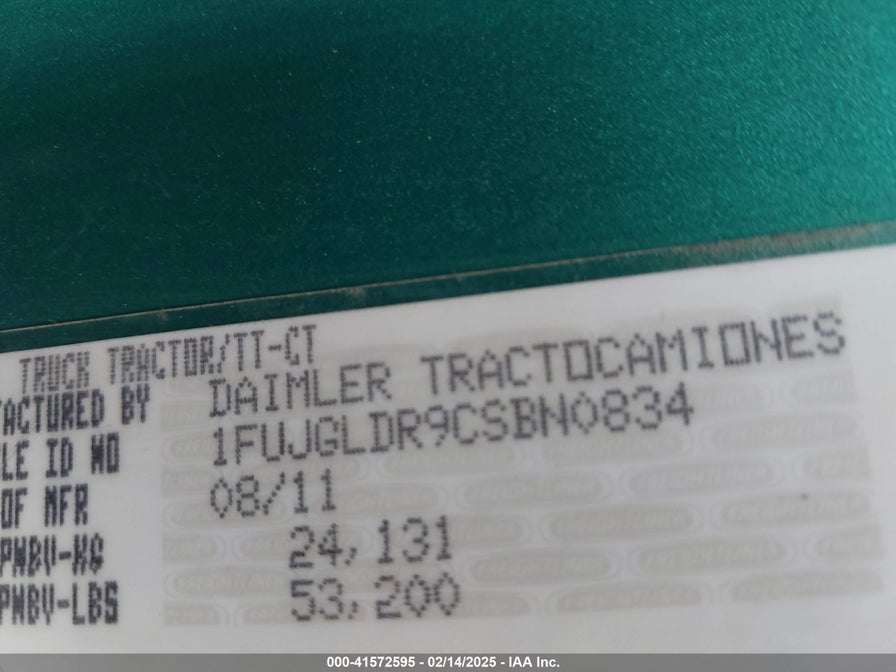 TRUCK TRACTOR/TT-CT
FACTURED BY DAIMLER TRACTOCAMIONES
LE ID NO 1FUJGLDR9CSBN0834
OF MFR 08/11
PNBV-KG 24,131
PNBV-LBS 53,200
000-41572595 - 02/14/2025 - IAA Inc.